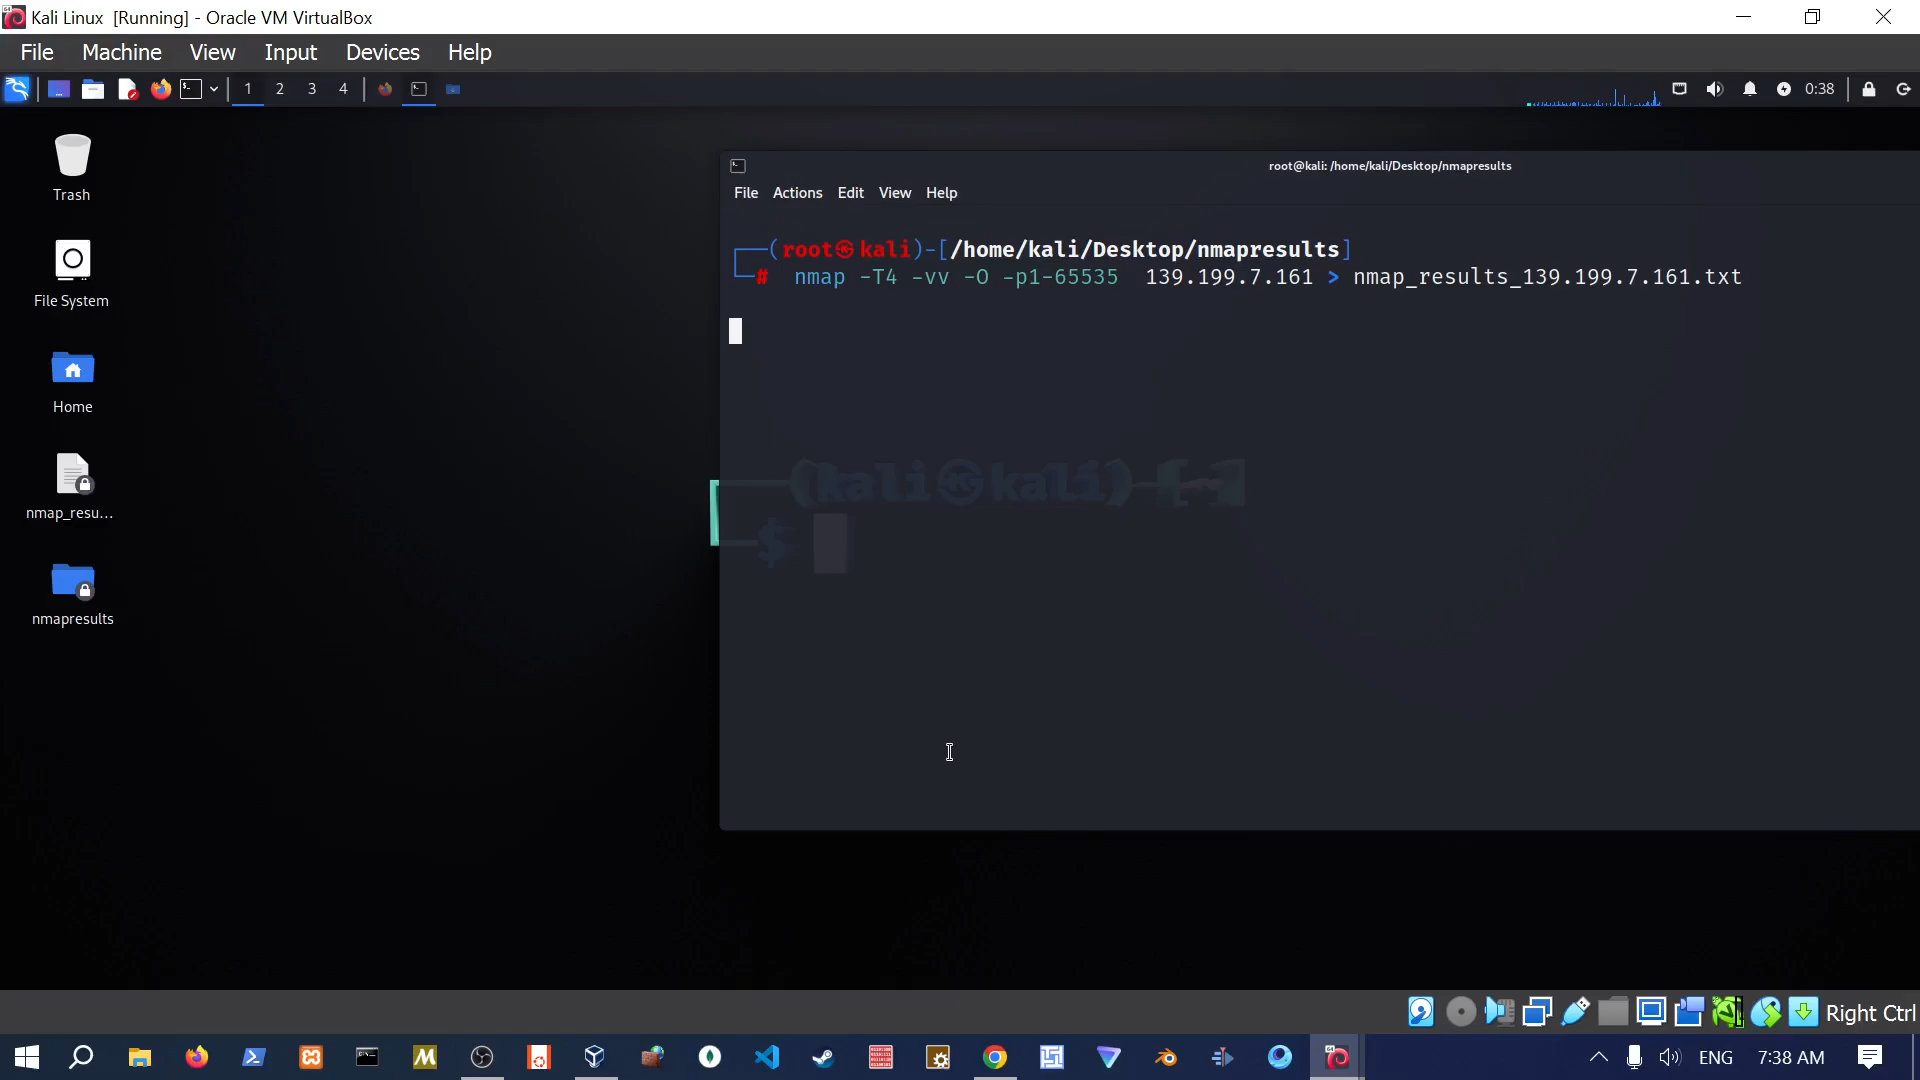 Kali Linux [Running] - Oracle VM VirtualBox
File Machine View Input Devices Help
1 2 3 4 0:38
Trash
File System
Home
nmap_resu...
nmapresults
root@kali: /home/kali/Desktop/nmapresults
File Actions Edit View Help
(root㉿kali)-[/home/kali/Desktop/nmapresults]
# nmap -T4 -vv -O -p1-65535 139.199.7.161 > nmap_results_139.199.7.161.txt
(kali㉿kali)-[~]
$
Right Ctrl
ENG 7:38 AM